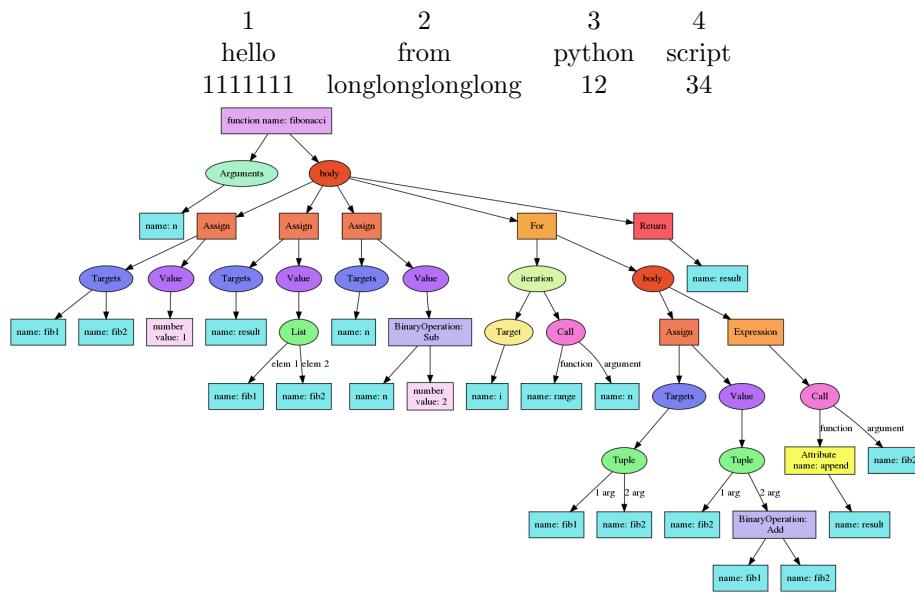 1 2 3 4
hello from python script
1111111 longlonglonglong 12 34
function name: fibonacci
Arguments body
name: n Assign Assign Assign For Return
Targets Value Targets Value Targets Value iteration body name: result
name: fib1 name: fib2 number value: 1 name: result List name: n BinaryOperation: Sub Target Call Assign Expression
elem 1 elem 2 function argument
name: fib1 name: fib2 name: n number value: 2 name: i name: range name: n Targets Value Call
function argument
Tuple Tuple Attribute name: append name: fib2
1 arg 2 arg 1 arg 2 arg
name: fib1 name: fib2 name: fib2 BinaryOperation: Add name: result
name: fib1 name: fib2